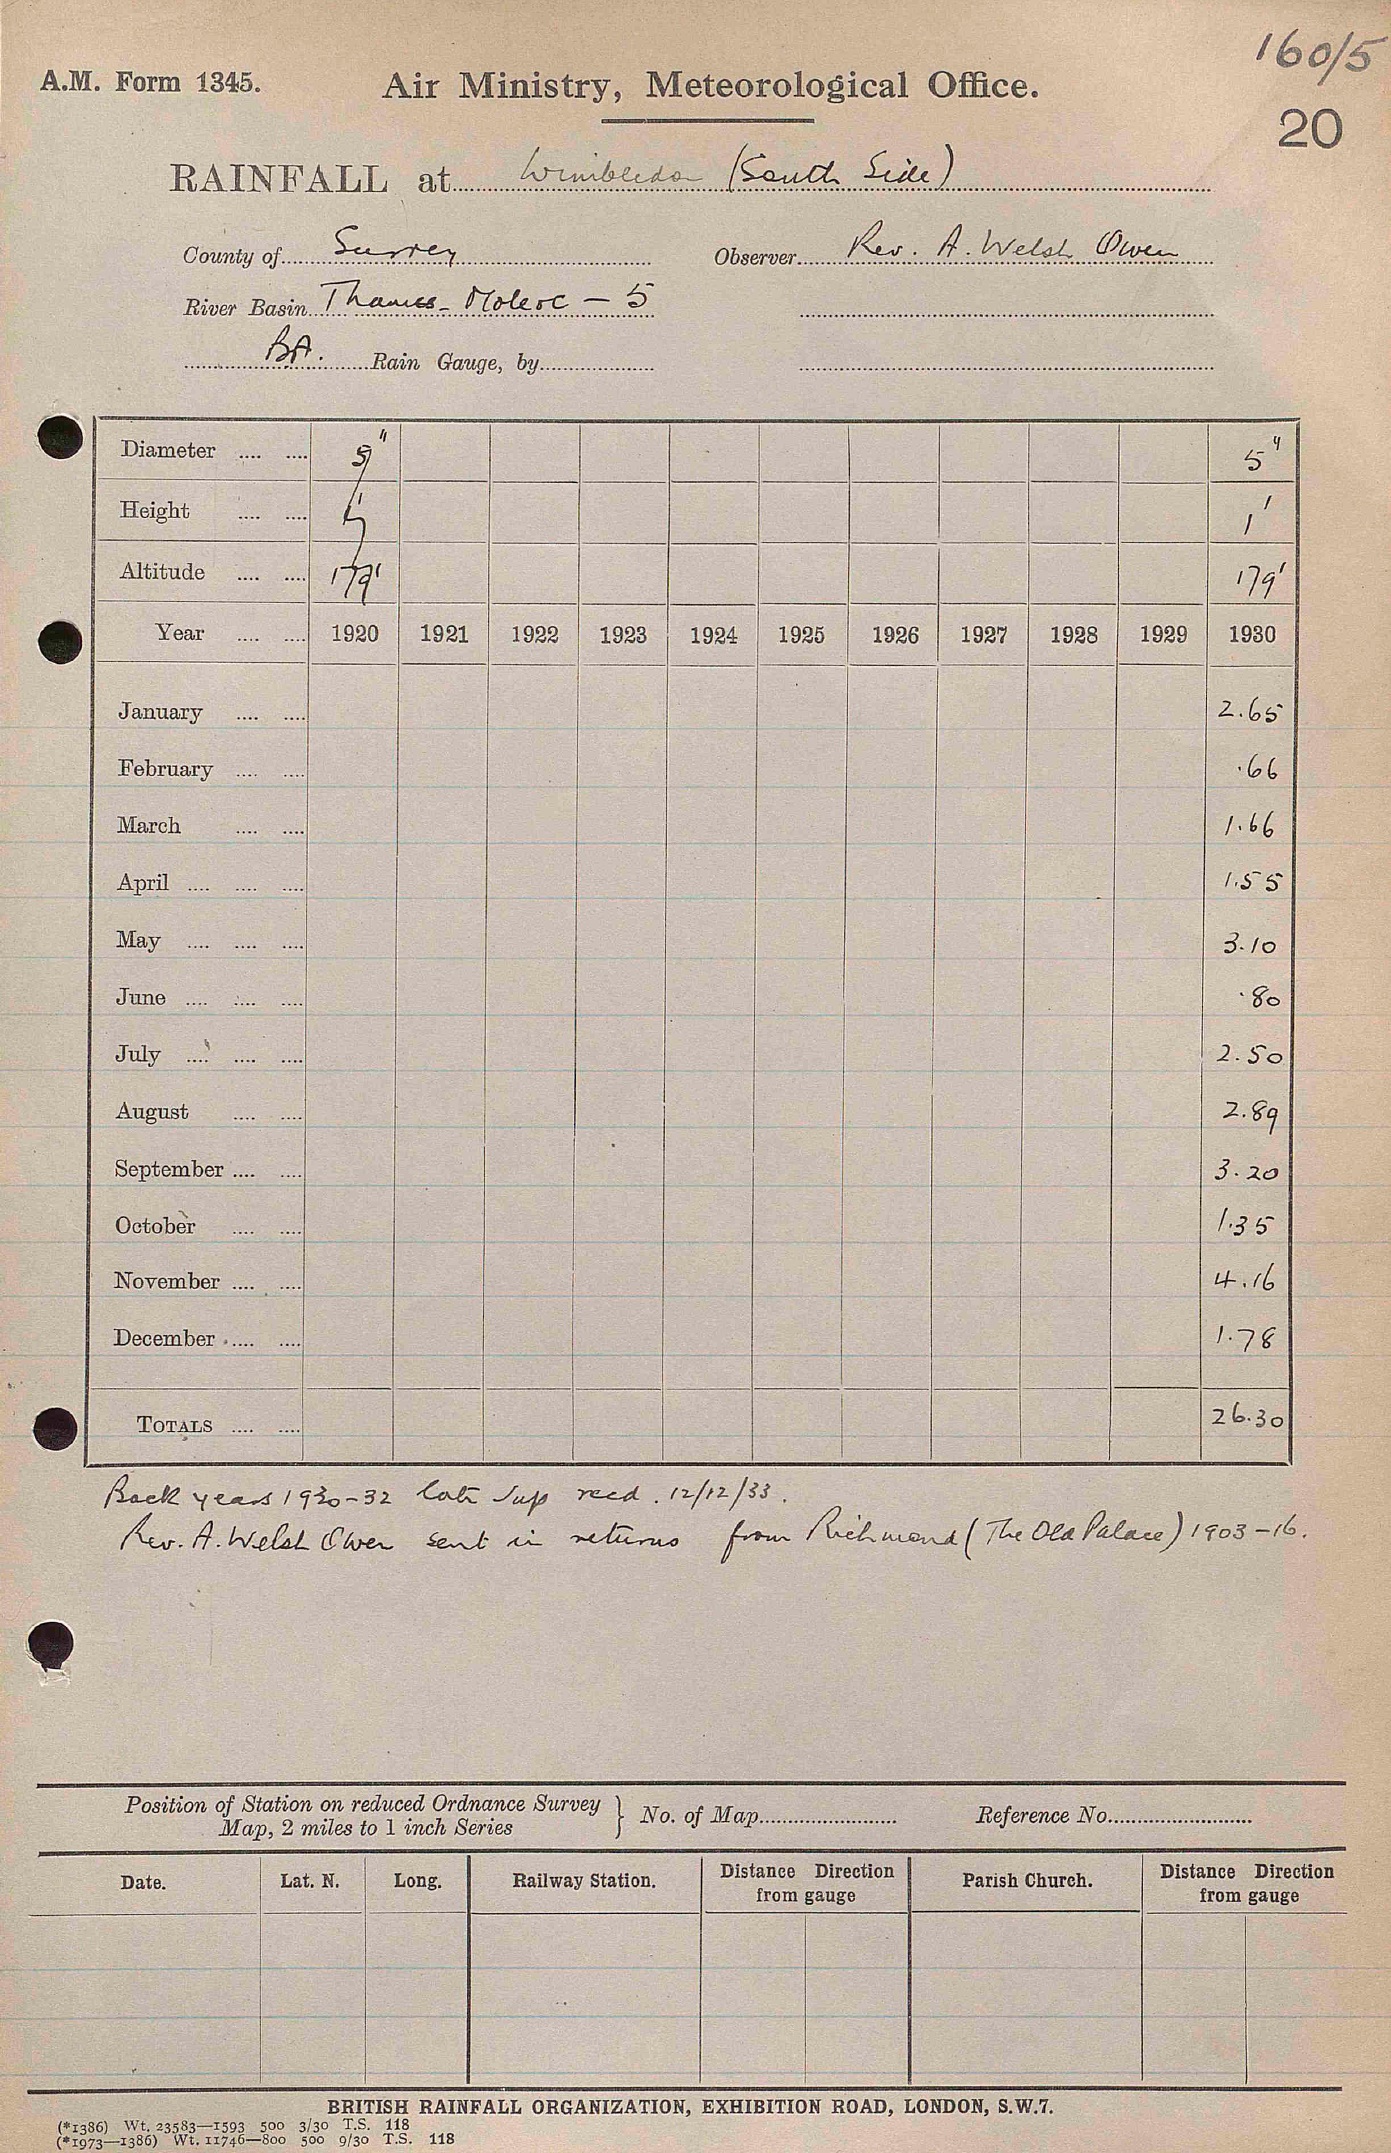 160/5
A.M. Form 1345. Air Ministry, Meteorological Office.
20
RAINFALL at Wimbledon (South Side)
County of Surrey Observer Rev. A. Welsh Owen
River Basin Thames - Mole &c - 5
BA. Rain Gauge, by
Diameter .... .... 5" 5"
Height .... .... 1' 1'
Altitude .... .... 179' 179'
Year .... .... 1920 1921 1922 1923 1924 1925 1926 1927 1928 1929 1930
January .... .... 2.65
February .... .... .66
March .... .... 1.66
April .... .... .... 1.55
May .... .... .... 3.10
June .... .... .... .80
July .... .... .... 2.50
August .... .... 2.89
September .... .... 3.20
October .... .... 1.35
November .... .... 4.16
December .... .... 1.78
TOTALS .... .... 26.30
Back years 1930-32 late Sup recd. 12/12/33.
Rev. A. Welsh Owen sent in returns from Richmond (The Old Palace) 1903-16.
Position of Station on reduced Ordnance Survey
Map, 2 miles to 1 inch Series } No. of Map Reference No.
Date. Lat. N. Long. Railway Station. Distance Direction from gauge Parish Church. Distance Direction from gauge
BRITISH RAINFALL ORGANIZATION, EXHIBITION ROAD, LONDON, S.W.7.
(*1386) Wt. 23583—1593 500 3/30 T.S. 118
(*1973—1386) Wt. 11746—800 500 9/30 T.S. 118